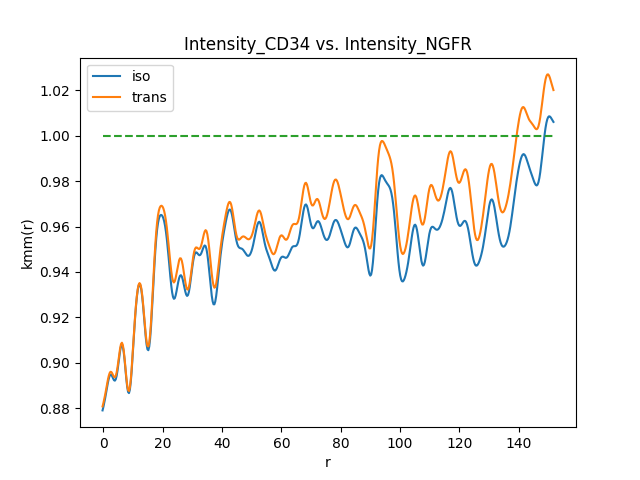 Intensity_CD34 vs. Intensity_NGFR
iso
trans
1.02
1.00
0.98
0.96
0.94
0.92
0.90
0.88
kmm(r)
0 20 40 60 80 100 120 140
r